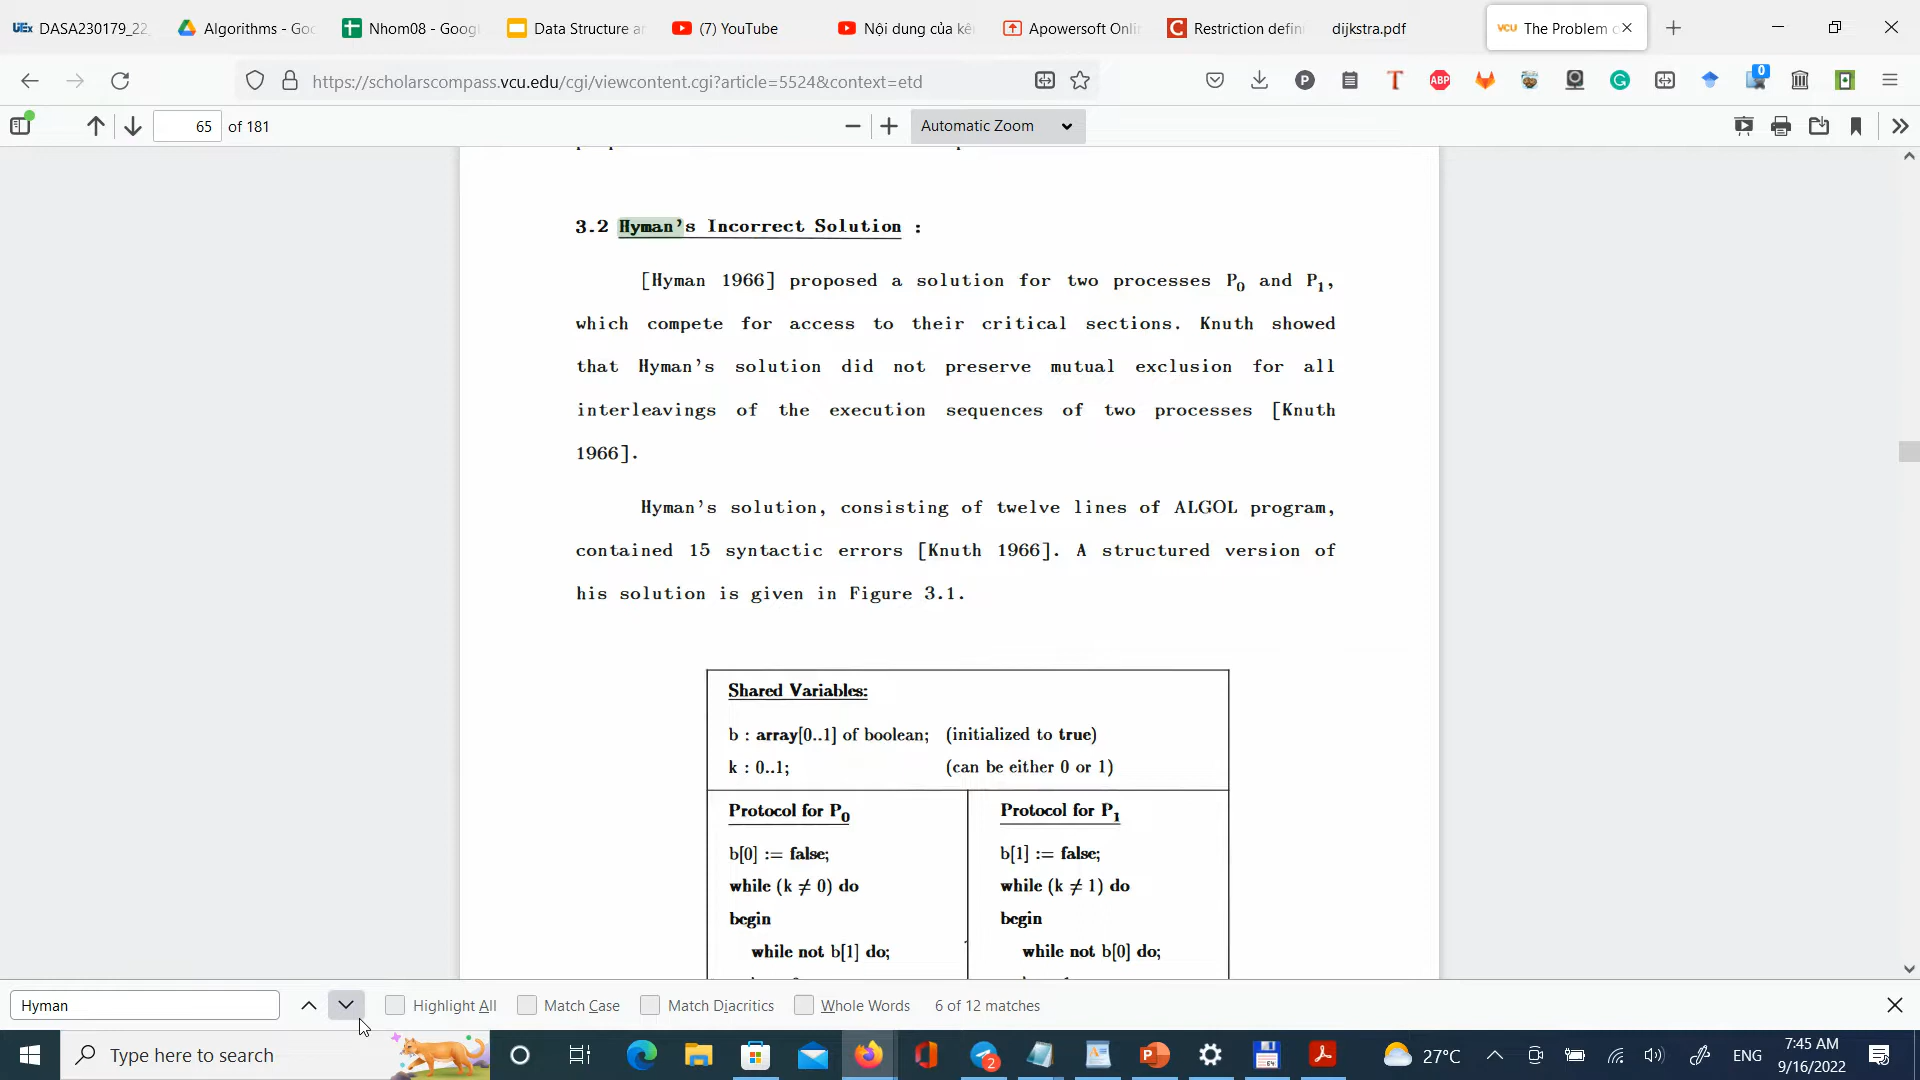 DASA230179_22_
Algorithms - Goo
Nhom08 - Goog
Data Structure an
(7) YouTube
Nội dung của kê
Apowersoft Onli
Restriction defini
dijkstra.pdf
VCU The Problem o
https://scholarscompass.vcu.edu/cgi/viewcontent.cgi?article=5524&context=etd
ABP
0
65 of 181
Automatic Zoom
3.2 Hyman's Incorrect Solution :
[Hyman 1966] proposed a solution for two processes P0 and P1,
which compete for access to their critical sections. Knuth showed
that Hyman's solution did not preserve mutual exclusion for all
interleavings of the execution sequences of two processes [Knuth
1966].
Hyman's solution, consisting of twelve lines of ALGOL program,
contained 15 syntactic errors [Knuth 1966]. A structured version of
his solution is given in Figure 3.1.
Shared Variables:
b : array[0..1] of boolean; (initialized to true)
k : 0..1; (can be either 0 or 1)
Protocol for P0 Protocol for P1
b[0] := false; b[1] := false;
while (k ≠ 0) do while (k ≠ 1) do
begin begin
while not b[1] do; while not b[0] do;
Hyman
Highlight All
Match Case
Match Diacritics
Whole Words
6 of 12 matches
Type here to search
2
27°C
ENG
7:45 AM
9/16/2022